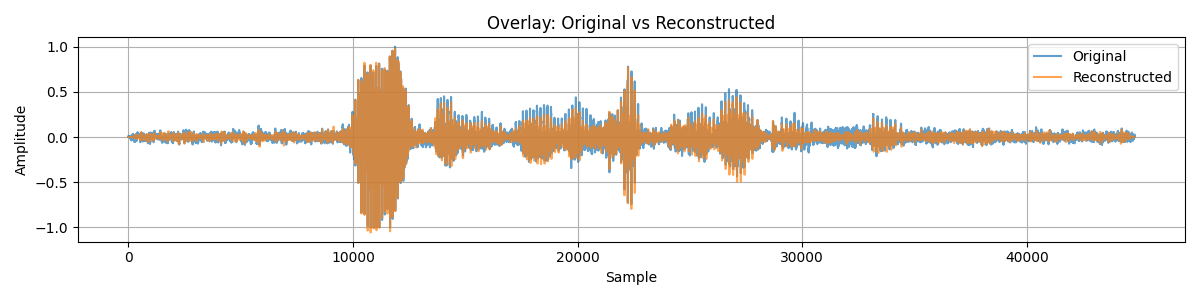 Overlay: Original vs Reconstructed
Original
Reconstructed
Amplitude
1.0
0.5
0.0
−0.5
−1.0
0 10000 20000 30000 40000
Sample